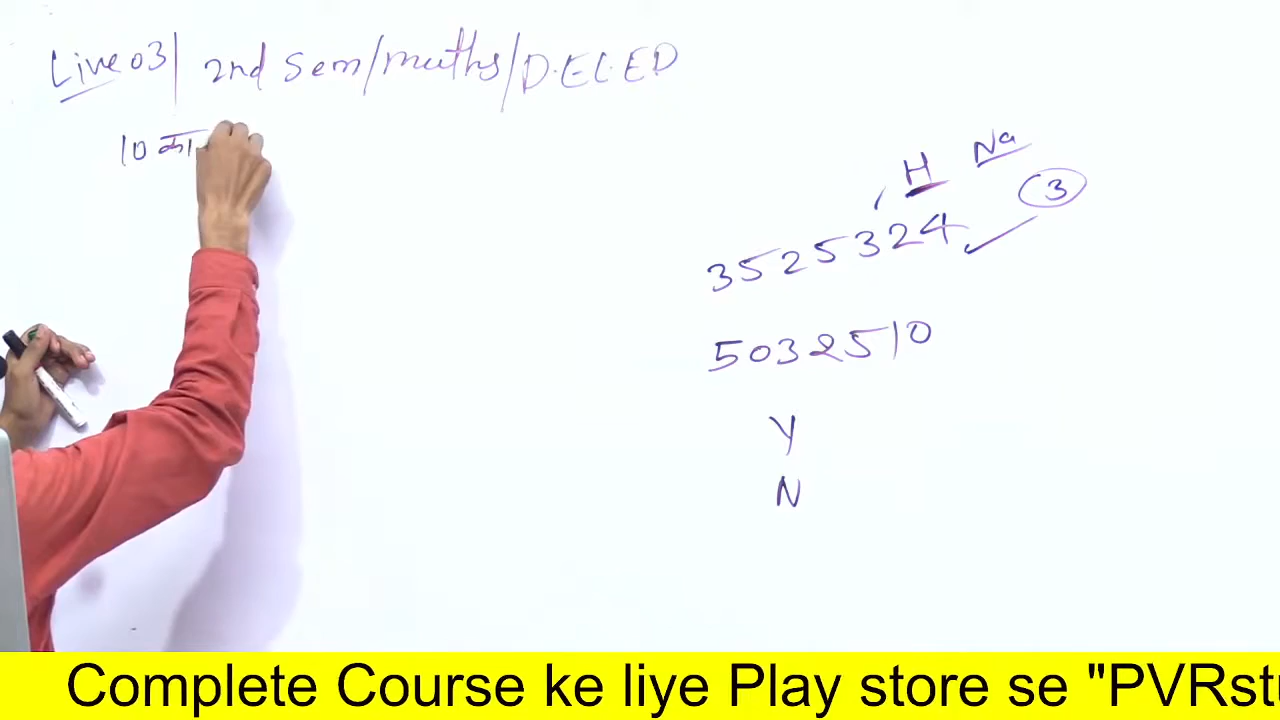 Live 03| 2nd Sem/Maths/D.EL.ED
10 का
H Na
3
3525324
5032510
Y
N
Complete Course ke liye Play store se "PVRst